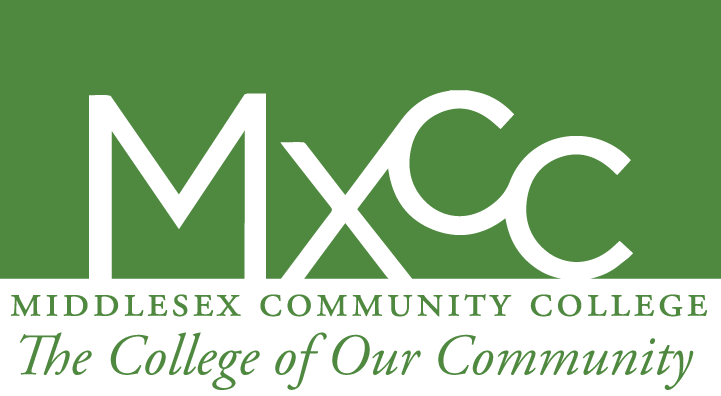 MxCC
MIDDLESEX COMMUNITY COLLEGE
The College of Our Community